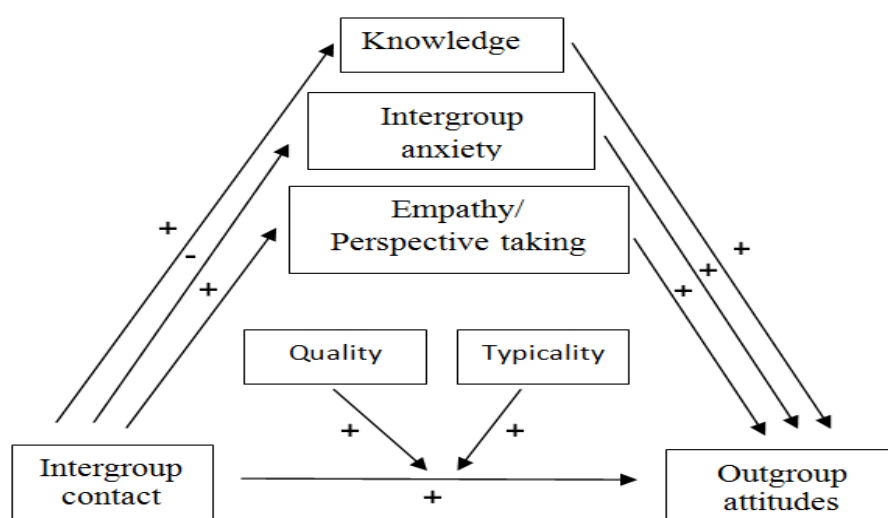 Knowledge
Intergroup
anxiety
Empathy/
Perspective taking
+
-
+
+
+
+
Quality
Typicality
+
+
Intergroup
contact
+
Outgroup
attitudes